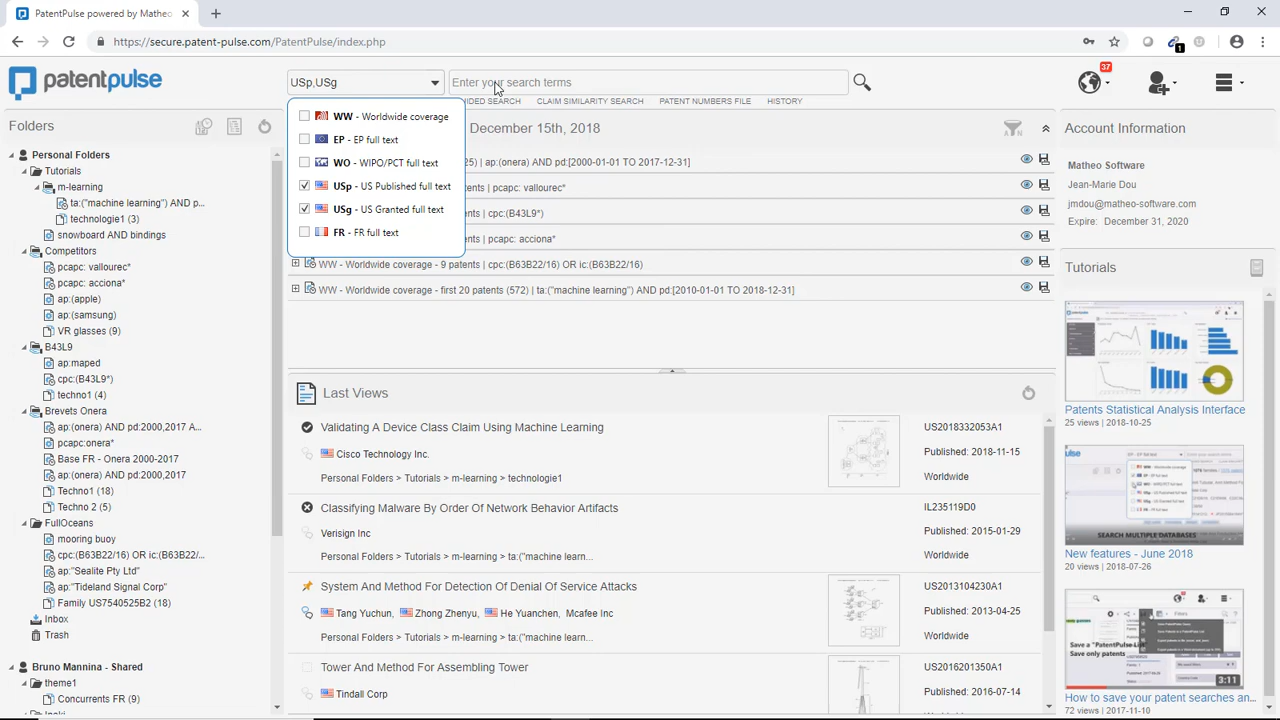 PatentPulse powered by Matheo
https://secure.patent-pulse.com/PatentPulse/index.php
1
patentpulse
USp,USg
Enter your search terms
37
IDED SEARCH
CLAIM SIMILARITY SEARCH
PATENT NUMBERS FILE
HISTORY
WW - Worldwide coverage
EP - EP full text
WO - WIPO/PCT full text
USp - US Published full text
USg - US Granted full text
FR - FR full text
Folders
Personal Folders
Tutorials
m-learning
ta:("machine learning") AND p...
technologie1 (3)
snowboard AND bindings
Competitors
pcapc: vallourec*
pcapc: acciona*
ap:(apple)
ap:(samsung)
VR glasses (9)
B43L9
ap:maped
cpc:(B43L9*)
techno1 (4)
Brevets Onera
ap:(onera) AND pd:2000,2017 A...
pcapc:onera*
Base FR - Onera 2000-2017
ap:(onera) AND pd:2000,2017
Techno1 (18)
Techno 2 (5)
FullOceans
mooring buoy
cpc:(B63B22/16) OR ic:(B63B22/...
ap:"Sealite Pty Ltd"
ap:"Tideland Signal Corp"
Family US7540525B2 (18)
Inbox
Trash
Bruno Mannina - Shared
theme1
Concurrents FR (9)
December 15th, 2018
25) | ap:(onera) AND pd:[2000-01-01 TO 2017-12-31]
ents | pcapc: vallourec*
ents | cpc:(B43L9*)
ents | pcapc: acciona*
WW - Worldwide coverage - 9 patents | cpc:(B63B22/16) OR ic:(B63B22/16)
WW - Worldwide coverage - first 20 patents (572) | ta:("machine learning") AND pd:[2010-01-01 TO 2018-12-31]
Last Views
Validating A Device Class Claim Using Machine Learning
US2018332053A1
Cisco Technology Inc.
Published: 2018-11-15
Personal Folders > Tutorials > m-learning > technologie1
Worldwide
Classifying Malware By Order Of Network Behavior Artifacts
IL235119D0
Verisign Inc
Published: 2015-01-29
Personal Folders > Tutorials > m-learning > ta:("machine learn...
Worldwide
System And Method For Detection Of Denial Of Service Attacks
US2013104230A1
Tang Yuchun, Zhong Zhenyu, He Yuanchen, Mcafee Inc
Published: 2013-04-25
Personal Folders > Tutorials > m-learning > ta:("machine learn...
Worldwide
Tower And Method For Construction Of Tower
Tindall Corp
Published: 2016-07-14
Account Information
Matheo Software
Jean-Marie Dou
jmdou@matheo-software.com
Expire: December 31, 2020
Tutorials
Patents Statistical Analysis Interface
25 views | 2018-10-25
SEARCH MULTIPLE DATABASES
New features - June 2018
20 views | 2018-07-26
Save a "PatentPulse Link"
Save only patents
3:11
How to save your patent searches an...
72 views | 2017-11-10